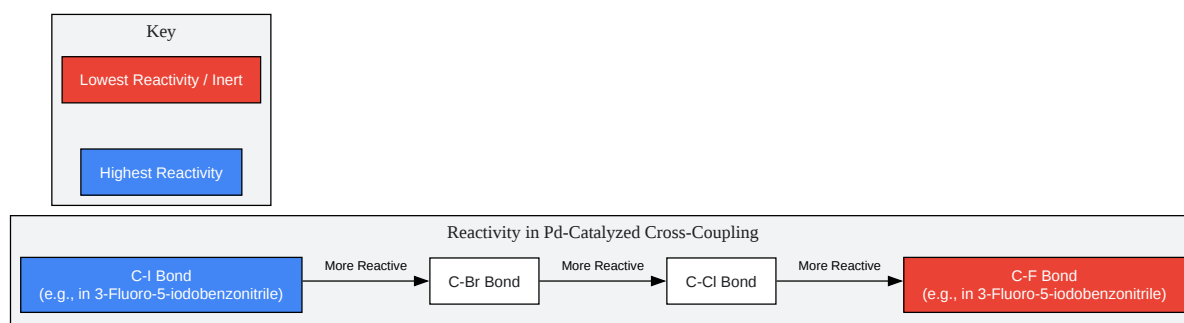 Key
Lowest Reactivity / Inert
Highest Reactivity
Reactivity in Pd-Catalyzed Cross-Coupling
C-I Bond
(e.g., in 3-Fluoro-5-iodobenzonitrile)
More Reactive
C-Br Bond
More Reactive
C-Cl Bond
More Reactive
C-F Bond
(e.g., in 3-Fluoro-5-iodobenzonitrile)